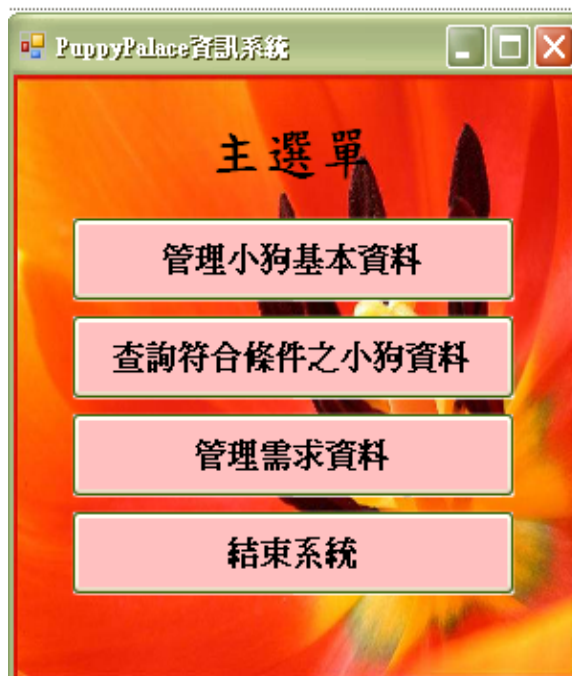 PuppyPalace資訊系統
主選單
管理小狗基本資料
查詢符合條件之小狗資料
管理需求資料
結束系統